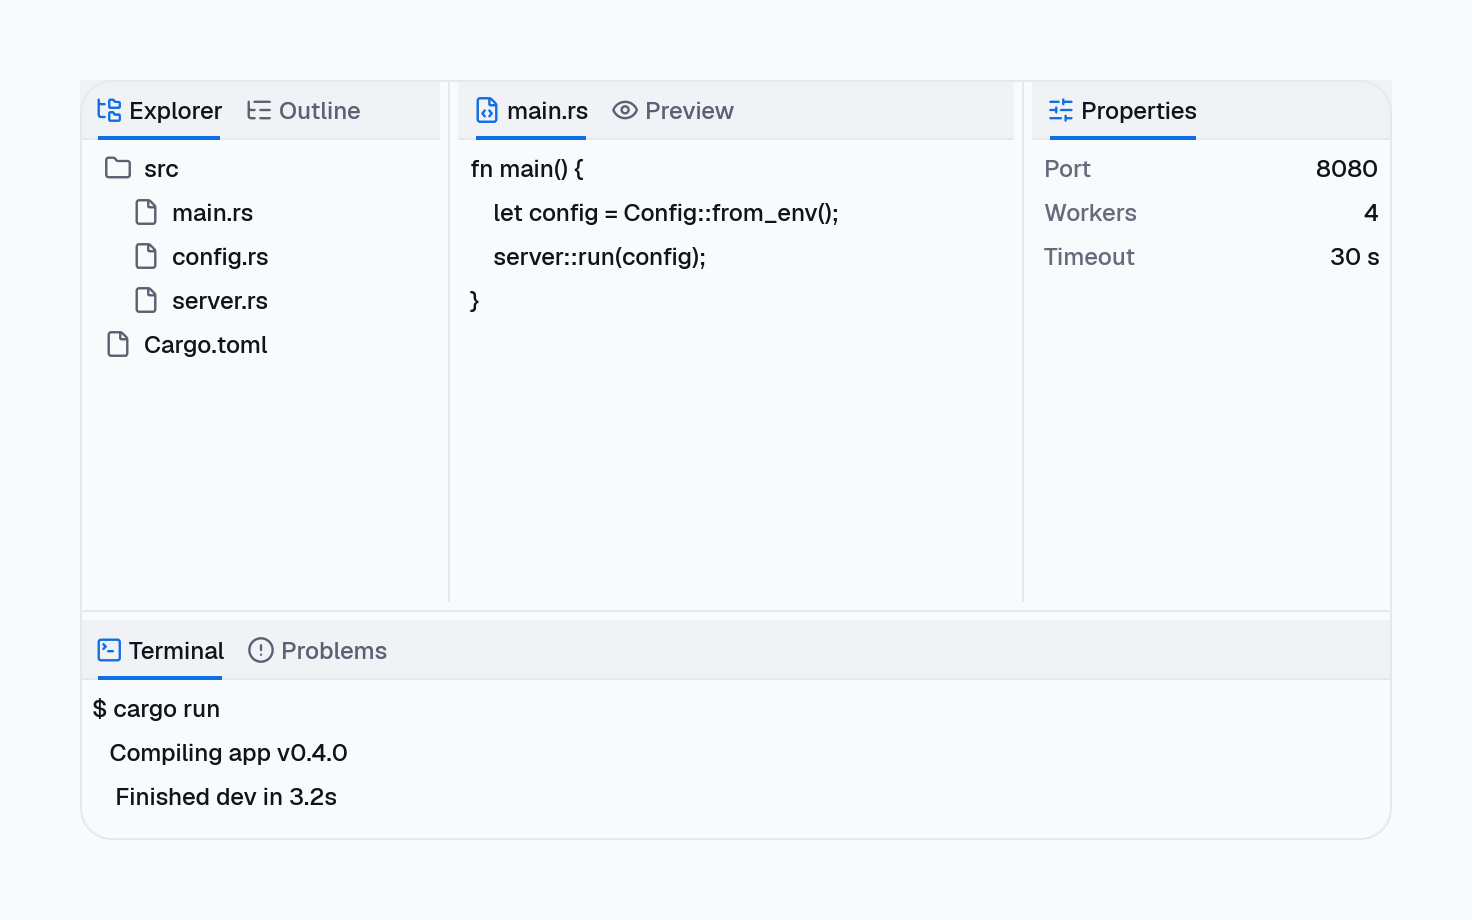 Explorer Outline
src
main.rs
config.rs
server.rs
Cargo.toml
main.rs Preview
fn main() {
    let config = Config::from_env();
    server::run(config);
}
Properties
Port 8080
Workers 4
Timeout 30 s
Terminal Problems
$ cargo run
   Compiling app v0.4.0
    Finished dev in 3.2s